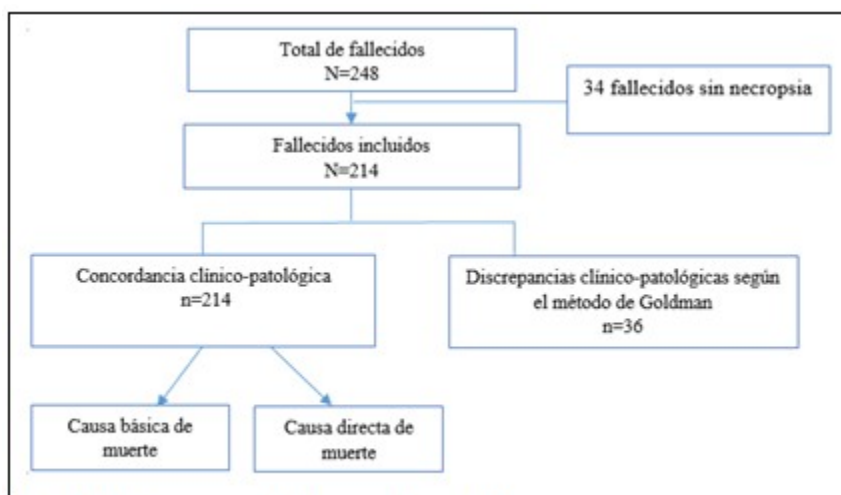 Total de fallecidos
N=248
34 fallecidos sin necropsia
Fallecidos incluidos
N=214
Concordancia clínico-patológica
n=214
Discrepancias clínico-patológicas según
el método de Goldman
n=36
Causa básica de
muerte
Causa directa de
muerte